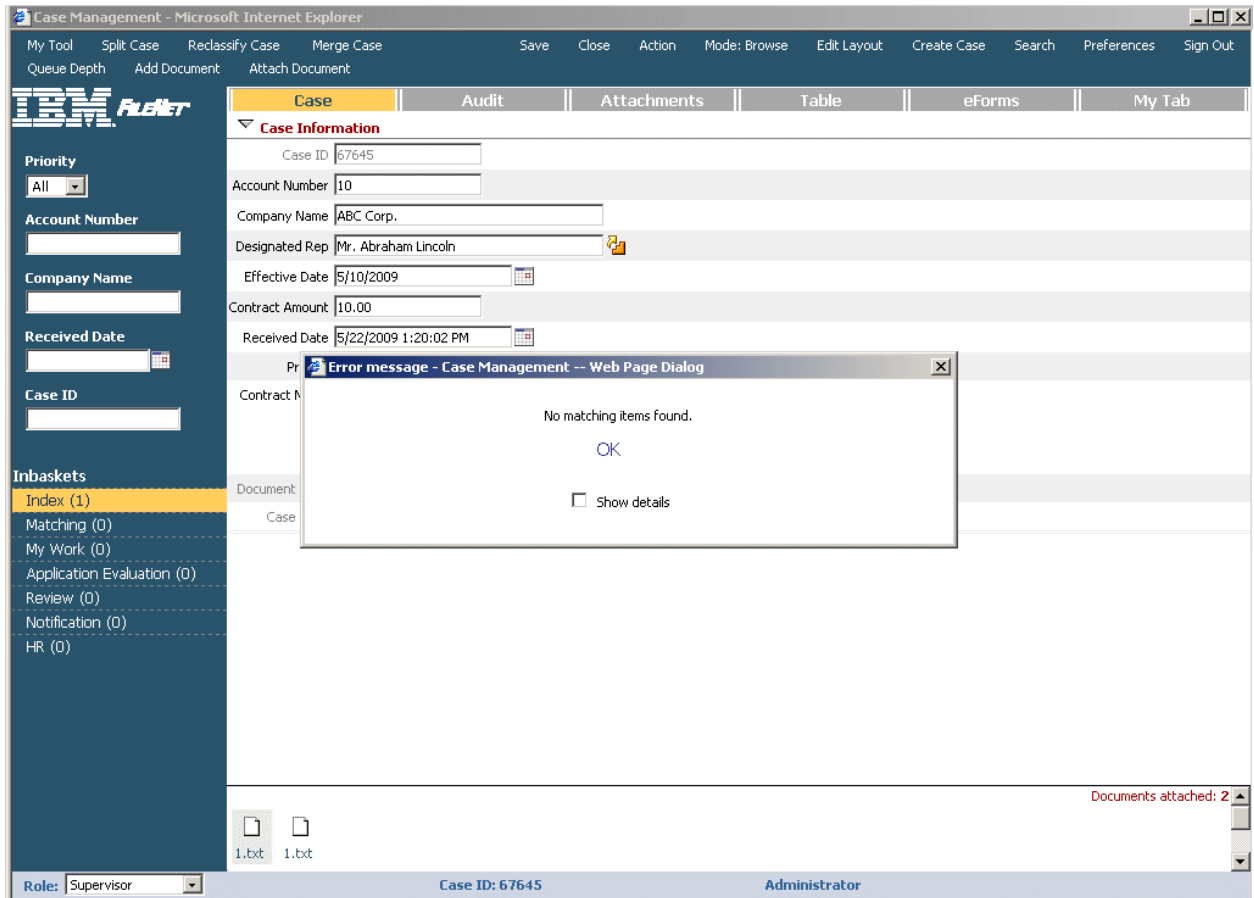 Case Management - Microsoft Internet Explorer
My Tool Split Case Reclassify Case Merge Case Save Close Action Mode: Browse Edit Layout Create Case Search Preferences Sign Out
Queue Depth Add Document Attach Document
IBM. FILENET
Case Audit Attachments Table eForms My Tab
Case Information
Case ID 67645
Account Number 10
Company Name ABC Corp.
Designated Rep Mr. Abraham Lincoln
Effective Date 5/10/2009
Contract Amount 10.00
Received Date 5/22/2009 1:20:02 PM
Pr
Contract M
Document
Case
Priority
All
Account Number
Company Name
Received Date
Case ID
Inbaskets
Index (1)
Matching (0)
My Work (0)
Application Evaluation (0)
Review (0)
Notification (0)
HR (0)
Error message - Case Management -- Web Page Dialog
No matching items found.
OK
Show details
Documents attached: 2
1.txt 1.txt
Role: Supervisor Case ID: 67645 Administrator